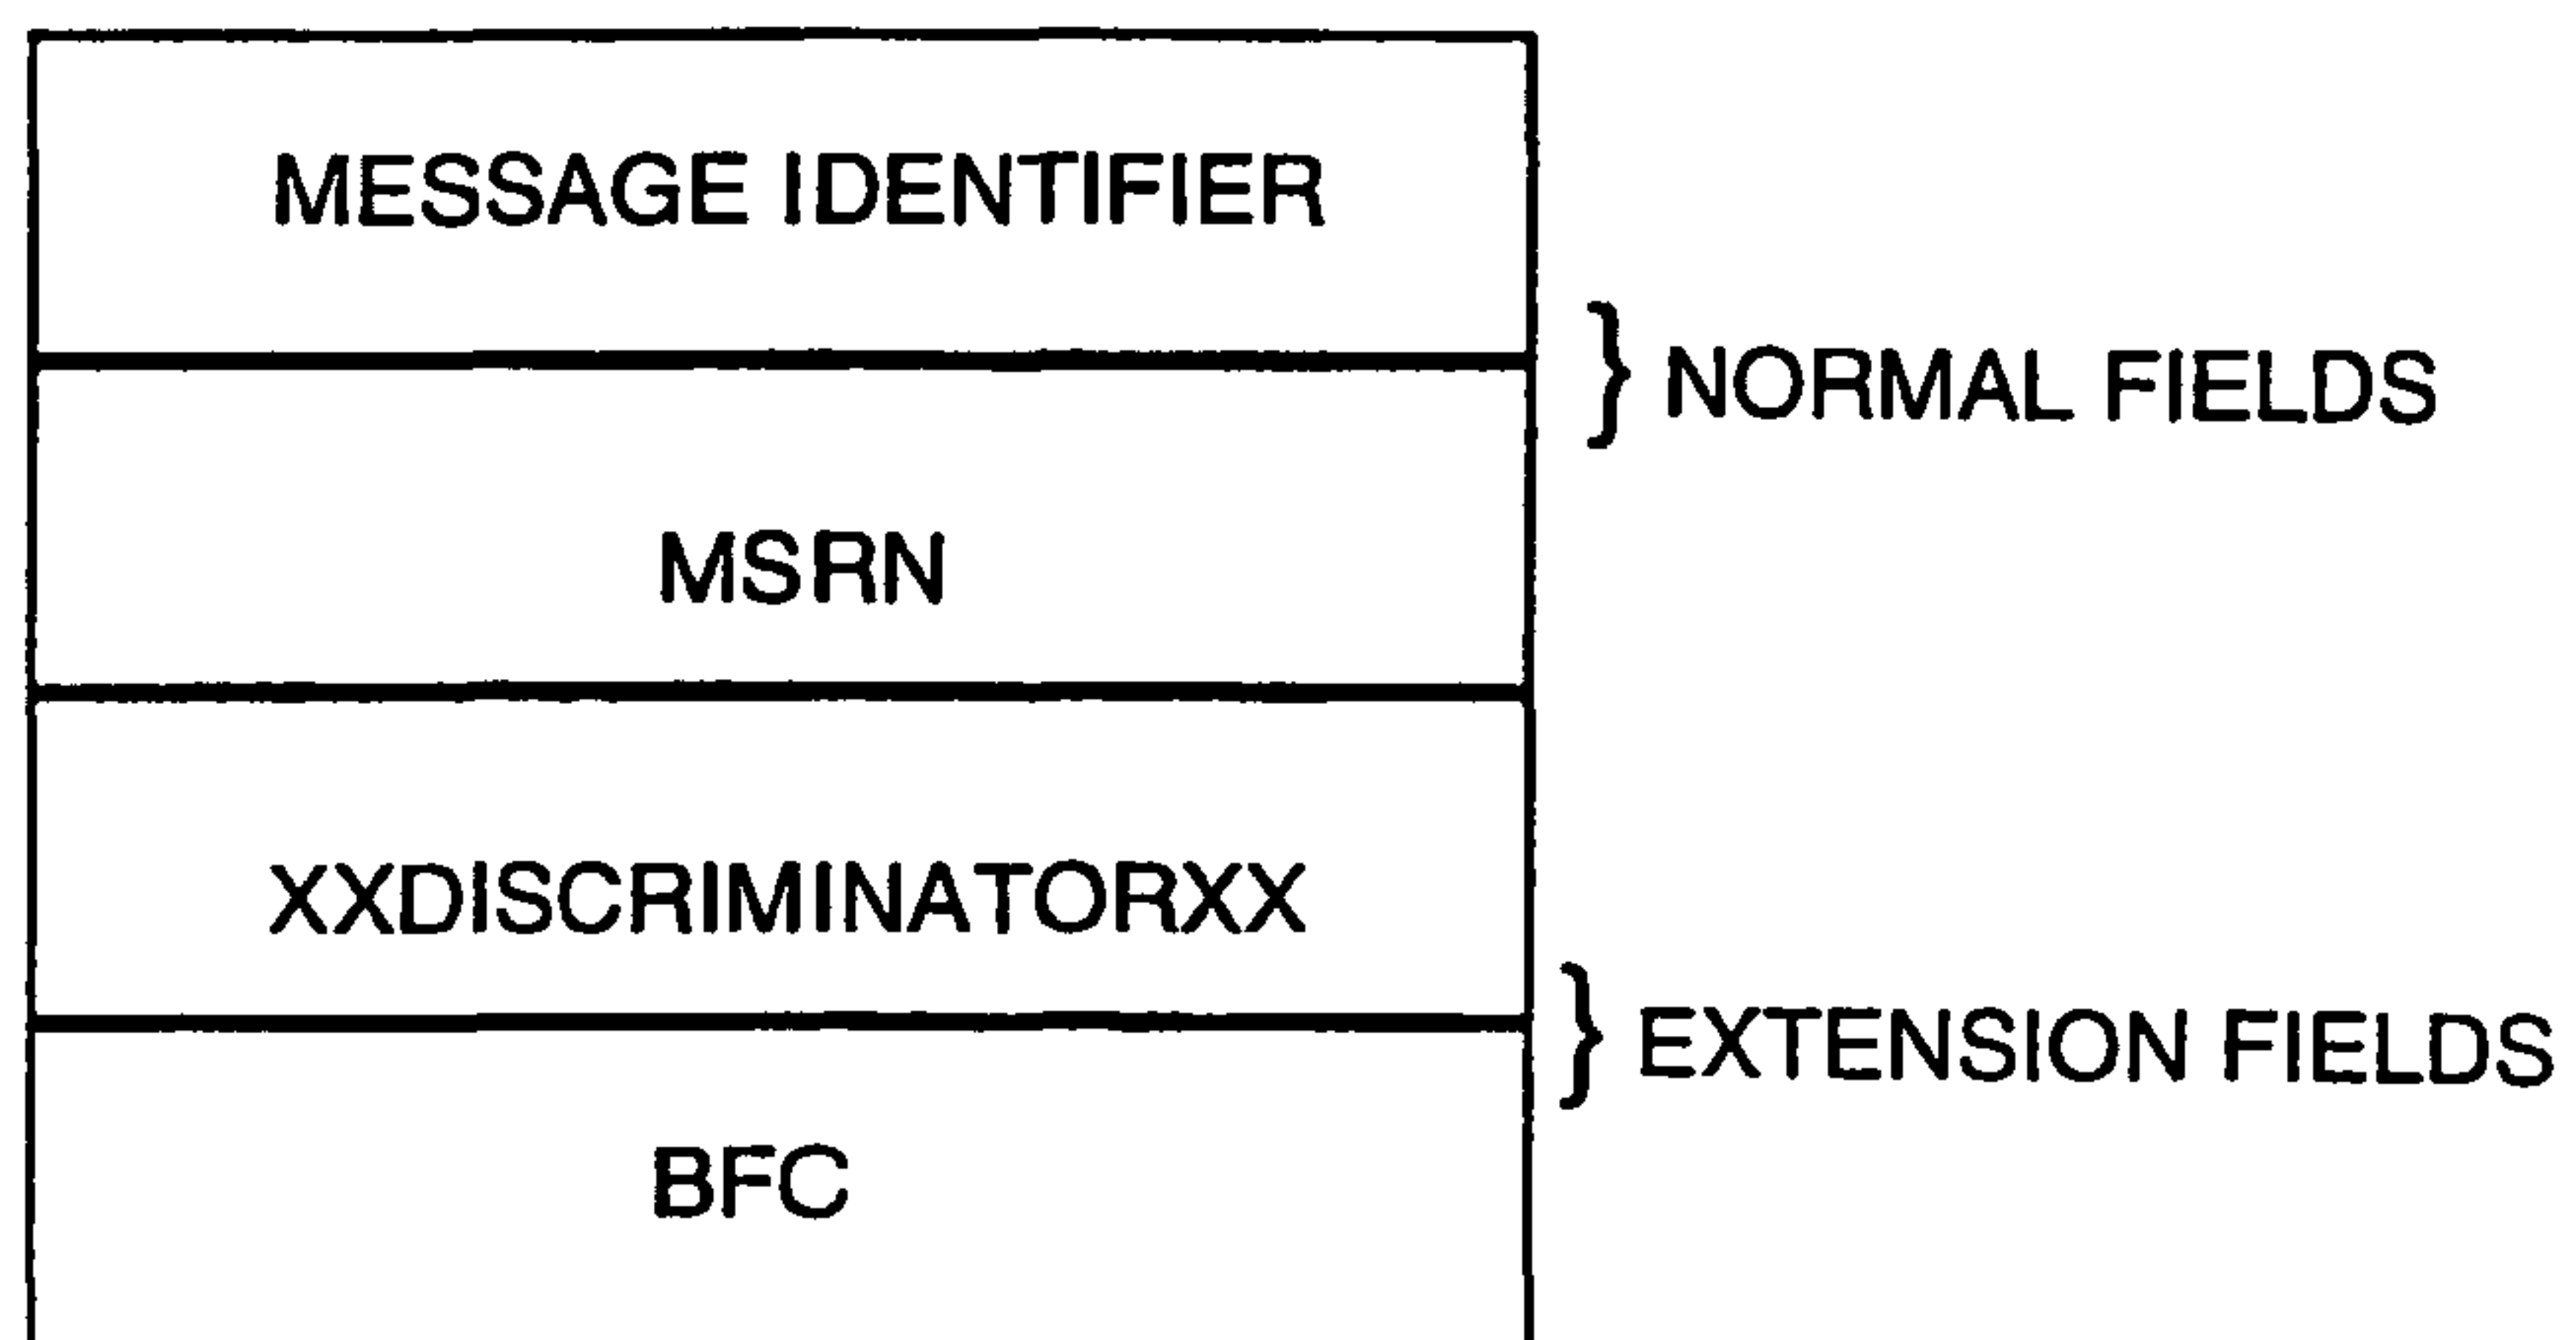 MESSAGE IDENTIFIER
NORMAL FIELDS
MSRN
XXDISCRIMINATORXX
EXTENSION FIELDS
BFC